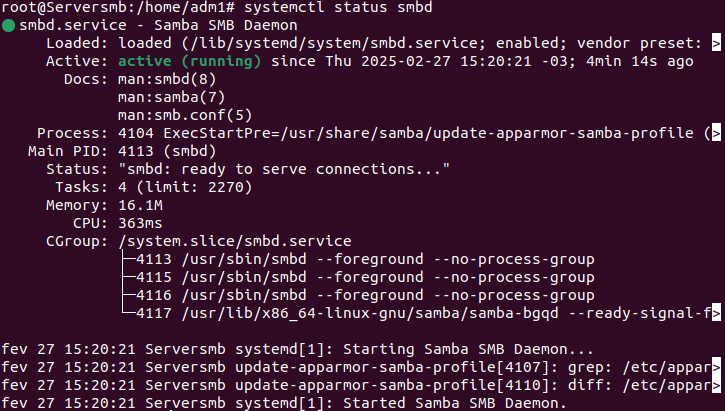 root@Serversmb:/home/adm1# systemctl status smbd
● smbd.service - Samba SMB Daemon
     Loaded: loaded (/lib/systemd/system/smbd.service; enabled; vendor preset: >
     Active: active (running) since Thu 2025-02-27 15:20:21 -03; 4min 14s ago
       Docs: man:smbd(8)
             man:samba(7)
             man:smb.conf(5)
    Process: 4104 ExecStartPre=/usr/share/samba/update-apparmor-samba-profile (>
   Main PID: 4113 (smbd)
     Status: "smbd: ready to serve connections..."
      Tasks: 4 (limit: 2270)
     Memory: 16.1M
        CPU: 363ms
     CGroup: /system.slice/smbd.service
             ├─4113 /usr/sbin/smbd --foreground --no-process-group
             ├─4115 /usr/sbin/smbd --foreground --no-process-group
             ├─4116 /usr/sbin/smbd --foreground --no-process-group
             └─4117 /usr/lib/x86_64-linux-gnu/samba/samba-bgqd --ready-signal-f>
fev 27 15:20:21 Serversmb systemd[1]: Starting Samba SMB Daemon...
fev 27 15:20:21 Serversmb update-apparmor-samba-profile[4107]: grep: /etc/appar>
fev 27 15:20:21 Serversmb update-apparmor-samba-profile[4110]: diff: /etc/appar>
fev 27 15:20:21 Serversmb systemd[1]: Started Samba SMB Daemon.